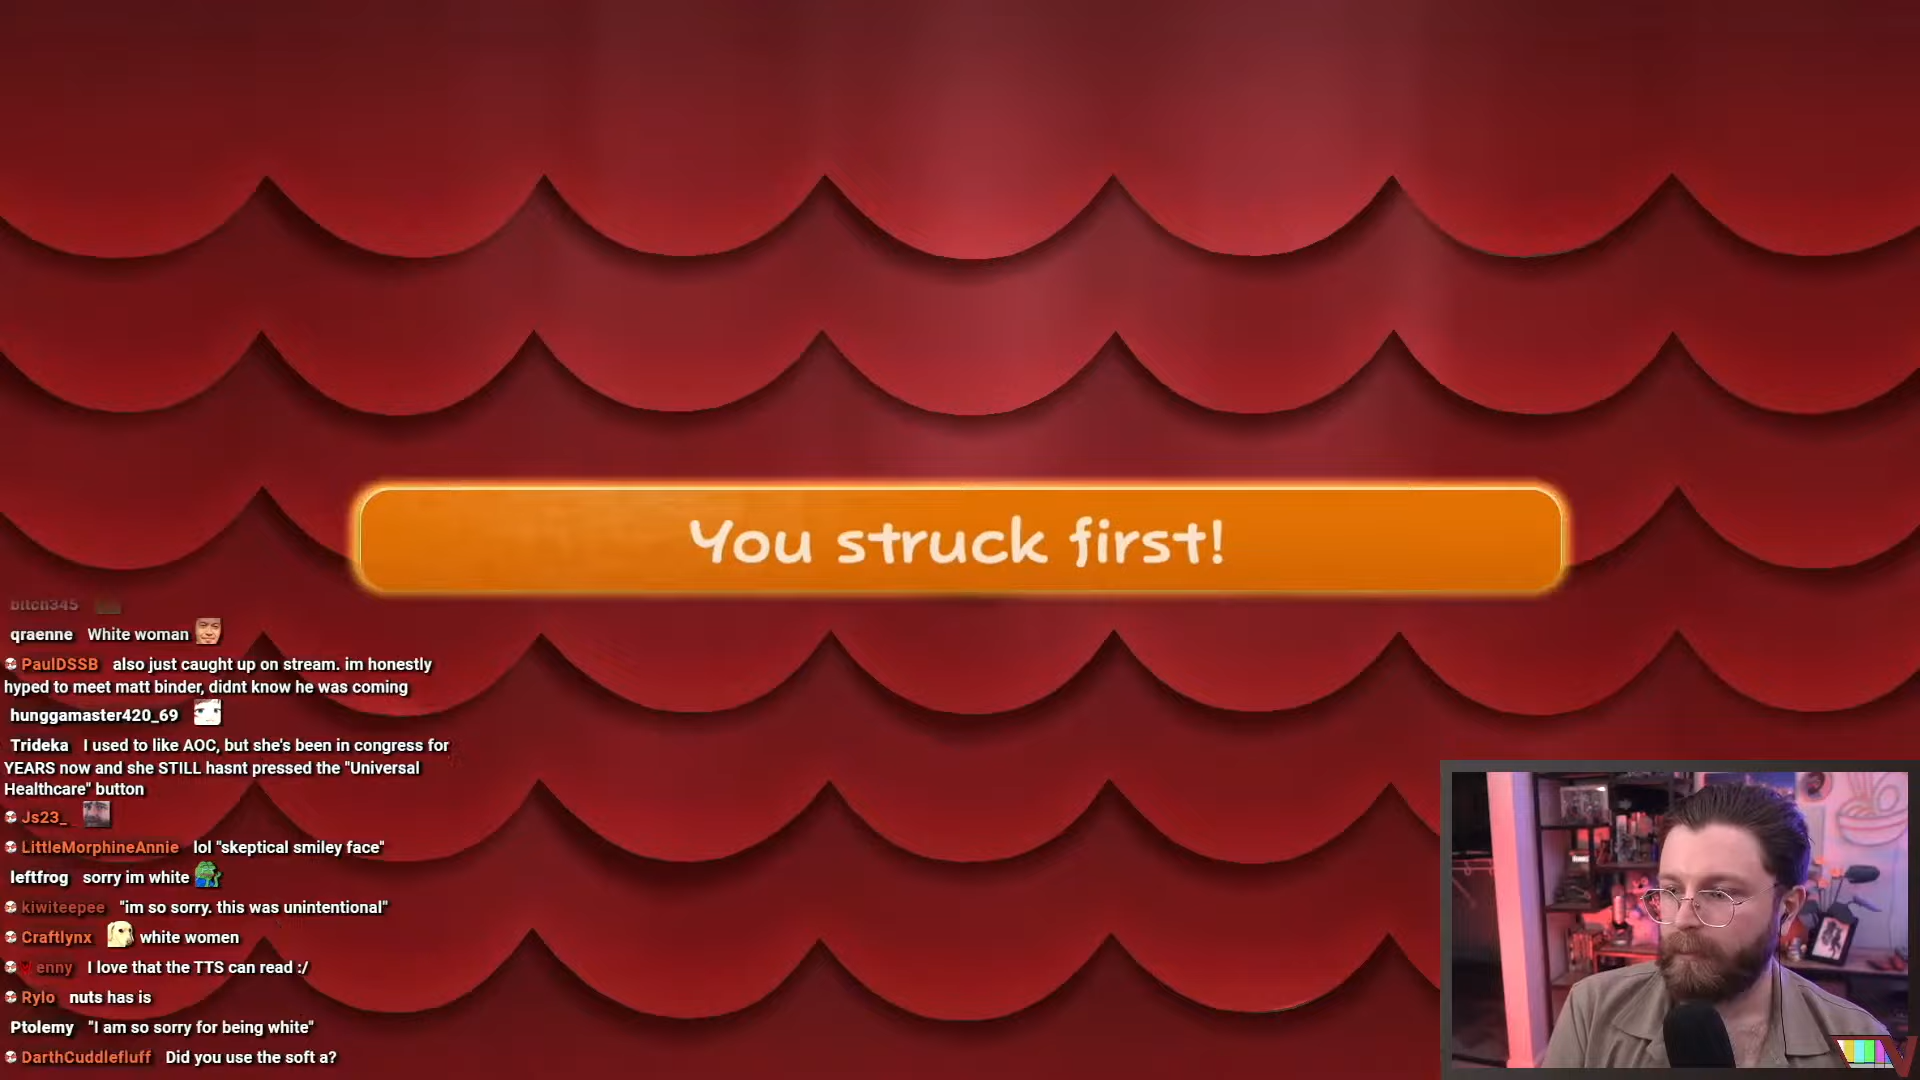 You struck first!
bitch345
qraenne White woman
PaulDSSB also just caught up on stream. im honestly
hyped to meet matt binder, didnt know he was coming
hunggamaster420_69
Trideka I used to like AOC, but she's been in congress for
YEARS now and she STILL hasnt pressed the "Universal
Healthcare" button
Js23_
LittleMorphineAnnie lol "skeptical smiley face"
leftfrog sorry im white
kiwiteepee "im so sorry. this was unintentional"
Craftlynx white women
enny I love that the TTS can read :/
Rylo nuts has is
Ptolemy "I am so sorry for being white"
DarthCuddlefluff Did you use the soft a?